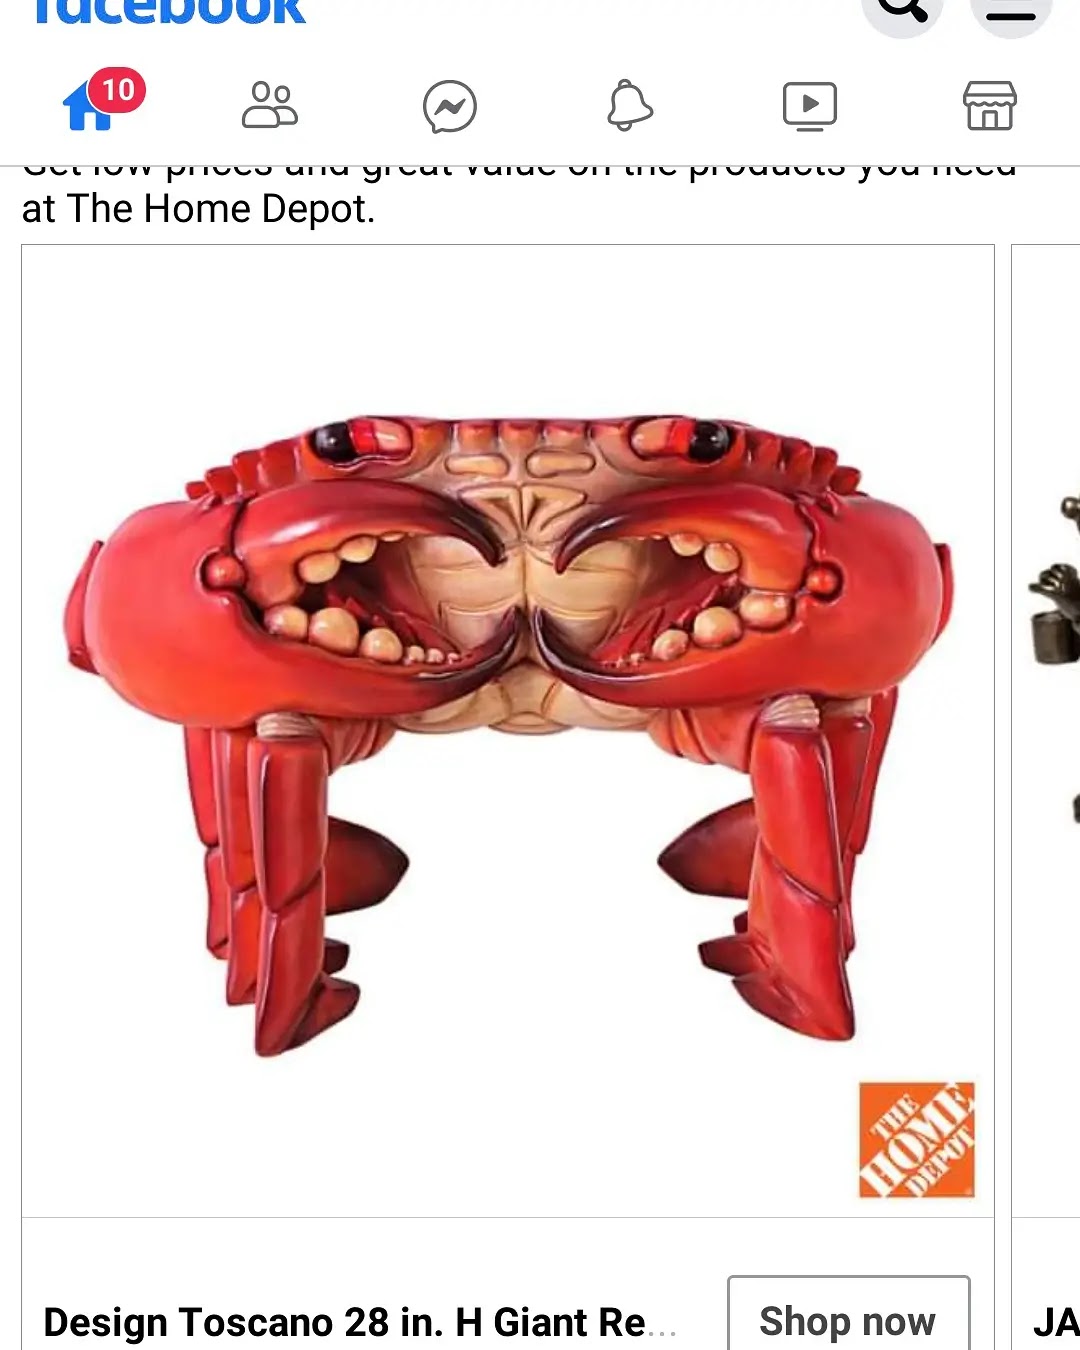 facebook
10
Get low prices and great value on the products you need
at The Home Depot.
THE
HOME
DEPOT
Design Toscano 28 in. H Giant Re...
Shop now
JA